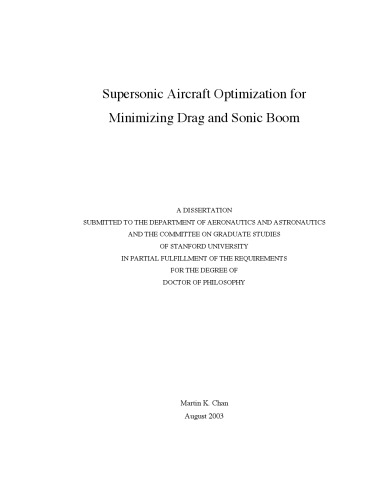 Supersonic Aircraft Optimization for
Minimizing Drag and Sonic Boom
A DISSERTATION
SUBMITTED TO THE DEPARTMENT OF AERONAUTICS AND ASTRONAUTICS
AND THE COMMITTEE ON GRADUATE STUDIES
OF STANFORD UNIVERSITY
IN PARTIAL FULFILLMENT OF THE REQUIREMENTS
FOR THE DEGREE OF
DOCTOR OF PHILOSOPHY
Martin K. Chan
August 2003